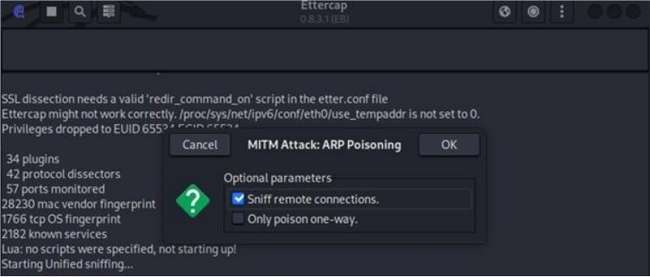 Ettercap
0.8.3.1 (EB)
SSL dissection needs a valid 'redir_command_on' script in the etter.conf file
Ettercap might not work correctly. /proc/sys/net/ipv6/conf/eth0/use_tempaddr is not set to 0.
Privileges dropped to EUID 65534 EGID 65534
Cancel
MITM Attack: ARP Poisoning
OK
34 plugins
42 protocol dissectors
57 ports monitored
28230 mac vendor fingerprint
1766 tcp OS fingerprint
2182 known services
Lua: no scripts were specified, not starting up!
Starting Unified sniffing...
Optional parameters
Sniff remote connections.
Only poison one-way.